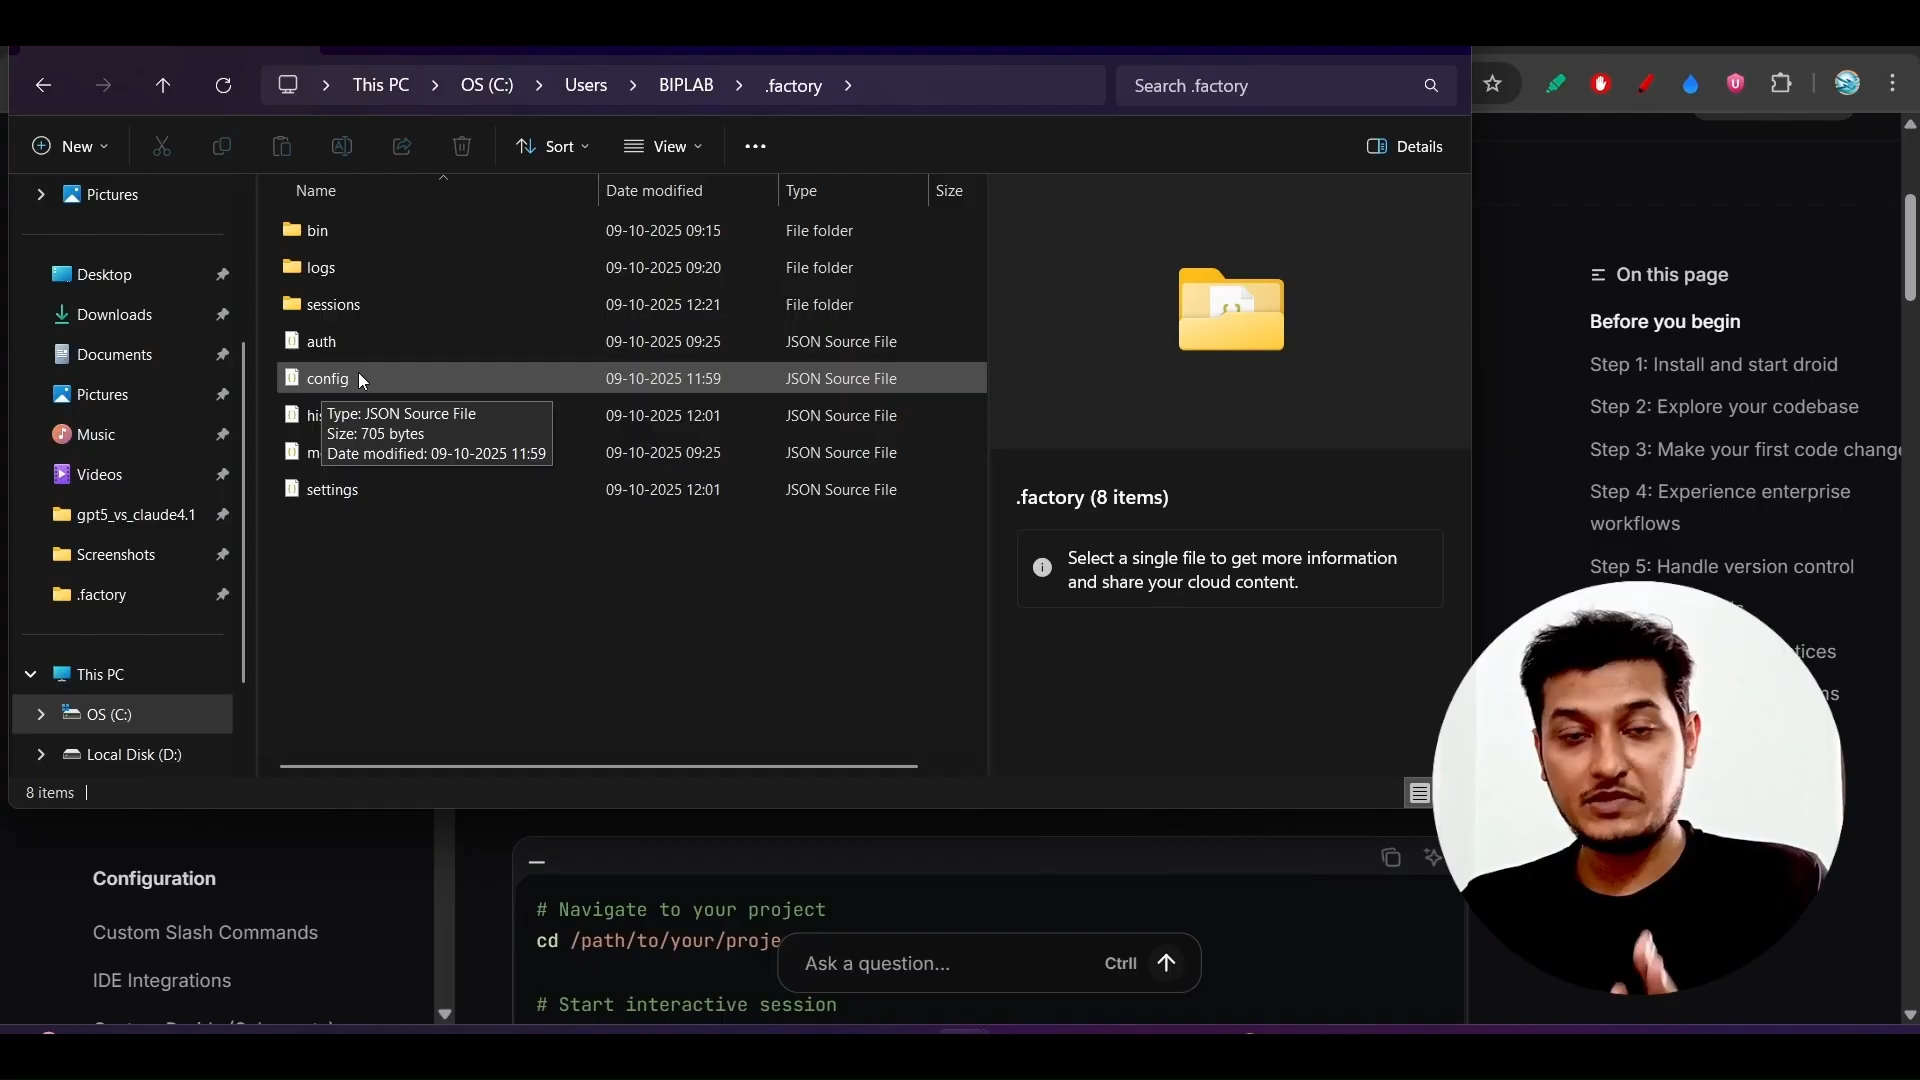 This PC
OS (C:)
Users
BIPLAB
.factory
Search .factory
New
Sort
View
Details
Name
Date modified
Type
Size
Pictures
Desktop
Downloads
Documents
Pictures
Music
Videos
gpt5_vs_claude4.1
Screenshots
.factory
This PC
OS (C:)
Local Disk (D:)
bin 09-10-2025 09:15 File folder
logs 09-10-2025 09:20 File folder
sessions 09-10-2025 12:21 File folder
auth 09-10-2025 09:25 JSON Source File
config 09-10-2025 11:59 JSON Source File
09-10-2025 12:01 JSON Source File
09-10-2025 09:25 JSON Source File
settings 09-10-2025 12:01 JSON Source File
Type: JSON Source File
Size: 705 bytes
Date modified: 09-10-2025 11:59
.factory (8 items)
Select a single file to get more information
and share your cloud content.
8 items
On this page
Before you begin
Step 1: Install and start droid
Step 2: Explore your codebase
Step 3: Make your first code change
Step 4: Experience enterprise
workflows
Step 5: Handle version control
Configuration
Custom Slash Commands
IDE Integrations
# Navigate to your project
cd /path/to/your/proje
Ask a question...
CtrlI
# Start interactive session